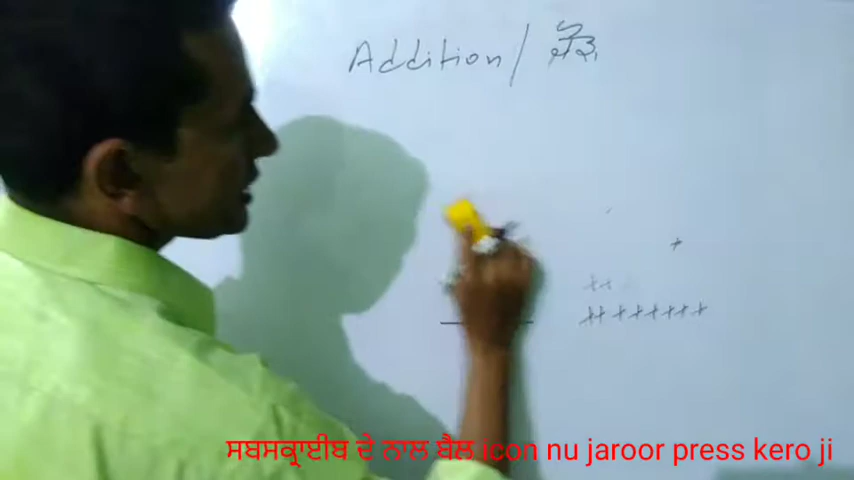 Addition / ਜੋੜ
ਸਬਸਕ੍ਰਾਈਬ ਦੇ ਨਾਲ ਬੈਲ icon nu jaroor press kero ji